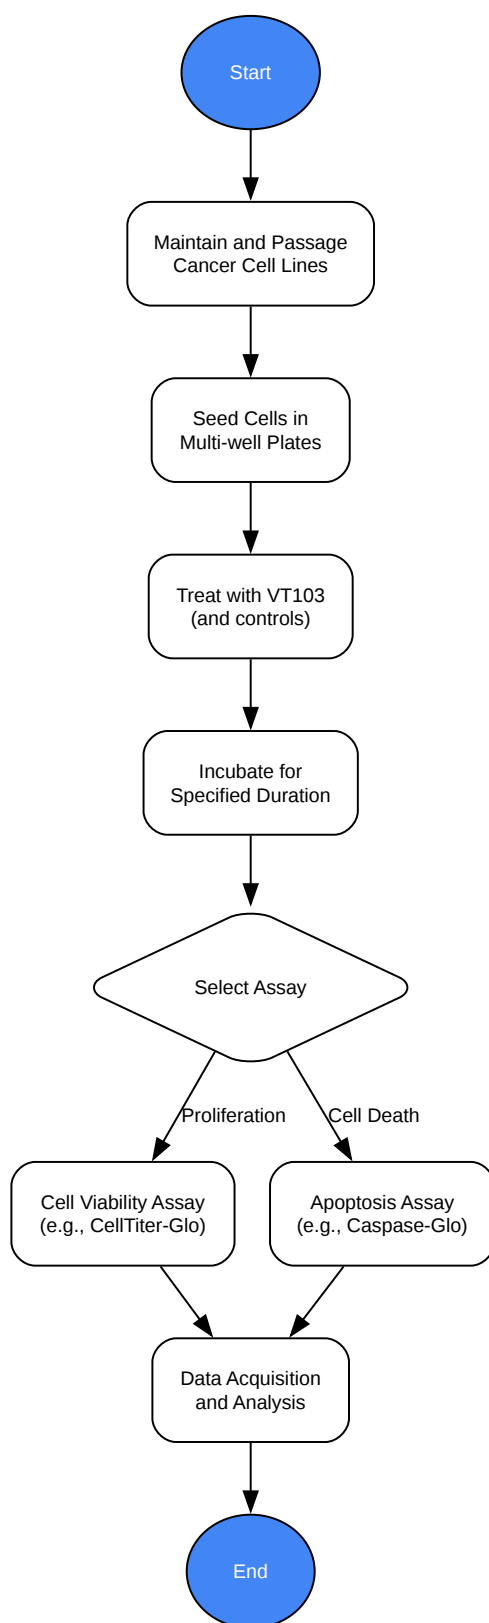 Start
Maintain and Passage
Cancer Cell Lines
Seed Cells in
Multi-well Plates
Treat with VT103
(and controls)
Incubate for
Specified Duration
Select Assay
Proliferation
Cell Death
Cell Viability Assay
(e.g., CellTiter-Glo)
Apoptosis Assay
(e.g., Caspase-Glo)
Data Acquisition
and Analysis
End